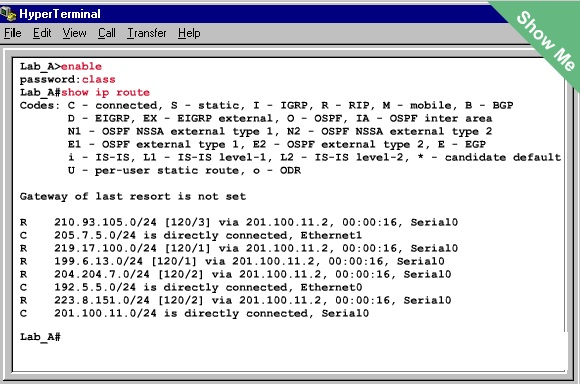 HyperTerminal
Show Me
File Edit View Call Transfer Help
Lab_A>enable
password:class
Lab_A#show ip route
Codes: C - connected, S - static, I - IGRP, R - RIP, M - mobile, B - BGP
D - EIGRP, EX - EIGRP external, O - OSPF, IA - OSPF inter area
N1 - OSPF NSSA external type 1, N2 - OSPF NSSA external type 2
E1 - OSPF external type 1, E2 - OSPF external type 2, E - EGP
i - IS-IS, L1 - IS-IS level-1, L2 - IS-IS level-2, * - candidate default
U - per-user static route, o - ODR
Gateway of last resort is not set
R 210.93.105.0/24 [120/3] via 201.100.11.2, 00:00:16, Serial0
C 205.7.5.0/24 is directly connected, Ethernet1
R 219.17.100.0/24 [120/1] via 201.100.11.2, 00:00:16, Serial0
R 199.6.13.0/24 [120/1] via 201.100.11.2, 00:00:16, Serial0
R 204.204.7.0/24 [120/2] via 201.100.11.2, 00:00:16, Serial0
C 192.5.5.0/24 is directly connected, Ethernet0
R 223.8.151.0/24 [120/2] via 201.100.11.2, 00:00:16, Serial0
C 201.100.11.0/24 is directly connected, Serial0
Lab_A#